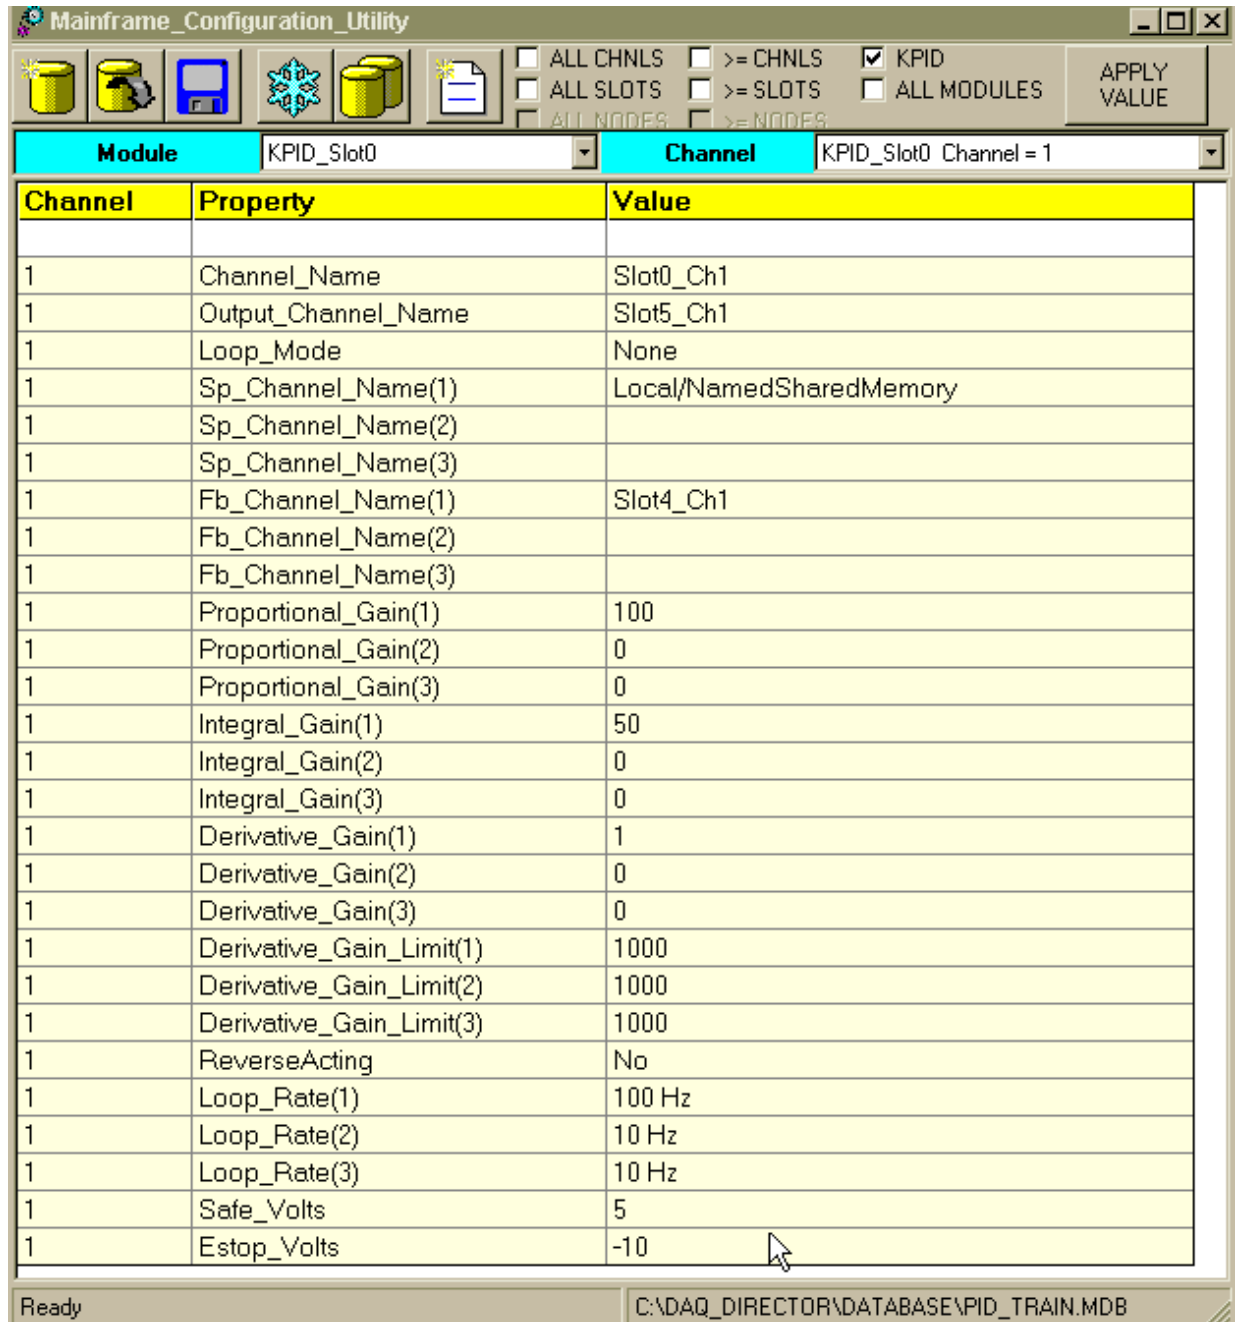 Mainframe_Configuration_Utility
ALL CHNLS >= CHNLS KPID
ALL SLOTS >= SLOTS ALL MODULES
ALL NODES >= NODES
APPLY
VALUE
Module KPID_Slot0 Channel KPID_Slot0 Channel = 1
Channel Property Value
1 Channel_Name Slot0_Ch1
1 Output_Channel_Name Slot5_Ch1
1 Loop_Mode None
1 Sp_Channel_Name(1) Local/NamedSharedMemory
1 Sp_Channel_Name(2)
1 Sp_Channel_Name(3)
1 Fb_Channel_Name(1) Slot4_Ch1
1 Fb_Channel_Name(2)
1 Fb_Channel_Name(3)
1 Proportional_Gain(1) 100
1 Proportional_Gain(2) 0
1 Proportional_Gain(3) 0
1 Integral_Gain(1) 50
1 Integral_Gain(2) 0
1 Integral_Gain(3) 0
1 Derivative_Gain(1) 1
1 Derivative_Gain(2) 0
1 Derivative_Gain(3) 0
1 Derivative_Gain_Limit(1) 1000
1 Derivative_Gain_Limit(2) 1000
1 Derivative_Gain_Limit(3) 1000
1 ReverseActing No
1 Loop_Rate(1) 100 Hz
1 Loop_Rate(2) 10 Hz
1 Loop_Rate(3) 10 Hz
1 Safe_Volts 5
1 Estop_Volts -10
Ready C:\DAQ_DIRECTOR\DATABASE\PID_TRAIN.MDB